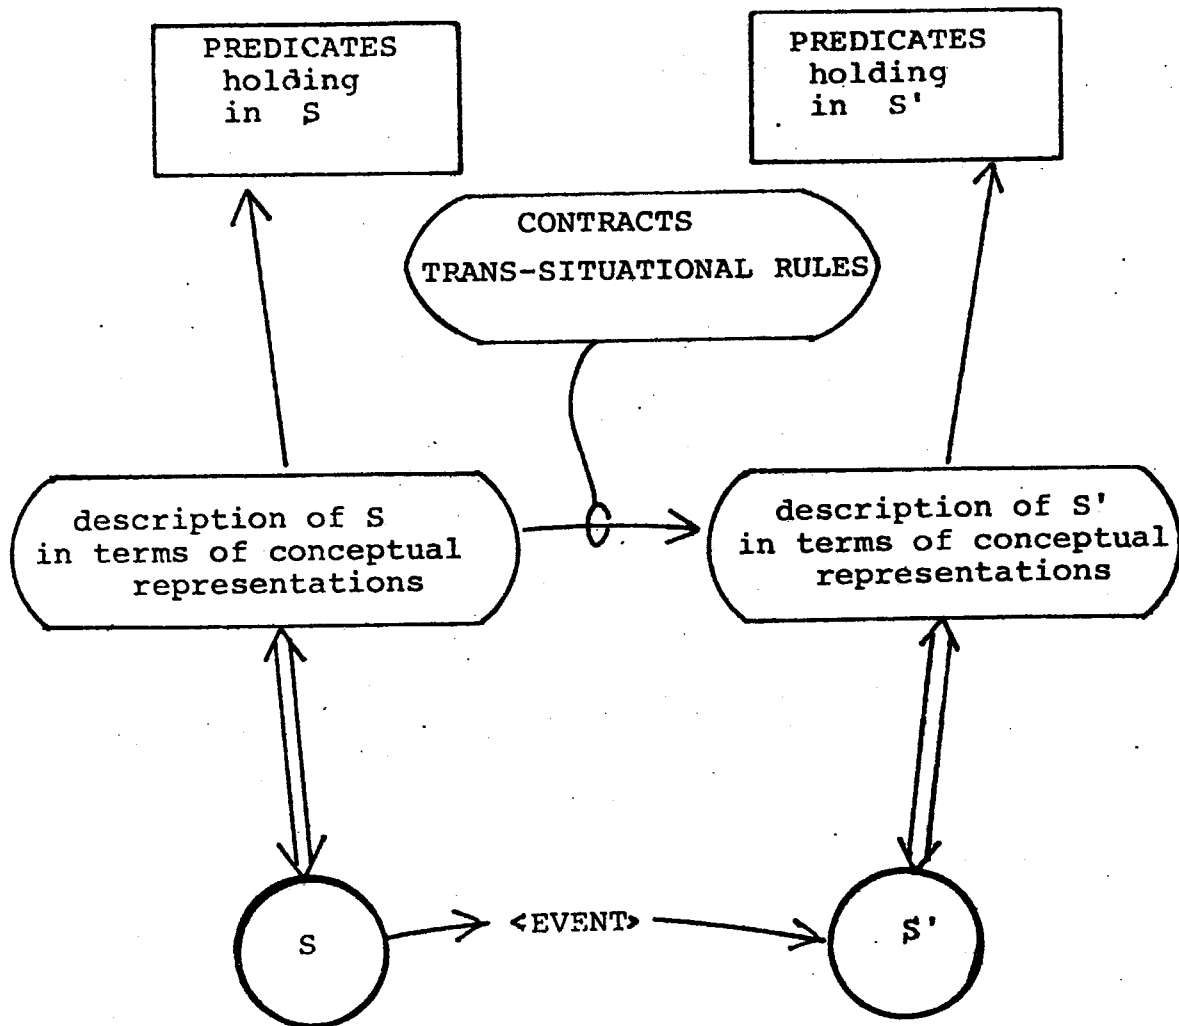 PREDICATES
holding
in S
PREDICATES
holding
in S'
CONTRACTS
TRANS-SITUATIONAL RULES
description of S
in terms of conceptual
representations
description of S'
in terms of conceptual
representations
S
<EVENT>
S'